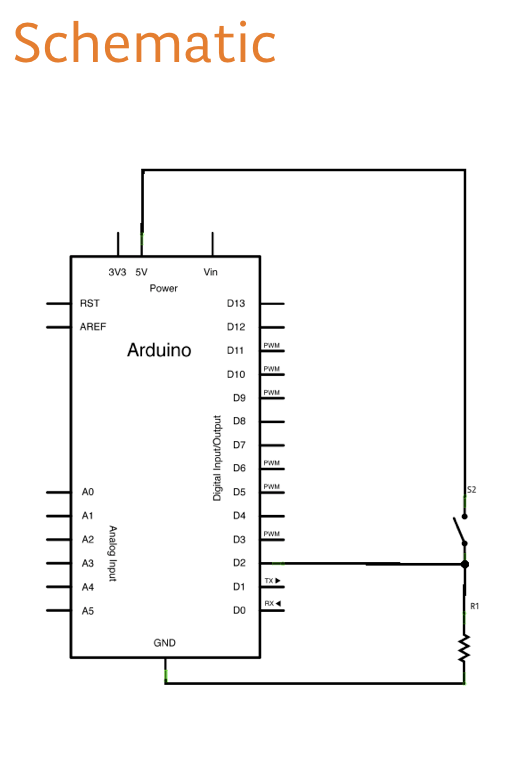 Schematic
3V3 5V Vin
Power
RST D13
AREF D12
Arduino
D11 PWM
D10 PWM
D9 PWM
D8
D7
Digital Input/Output
D6 PWM
A0 D5 PWM
S2
A1 D4
A2 D3 PWM
Analog Input
A3 D2
A4 D1 TX ▶
A5 D0 RX ◀
R1
GND